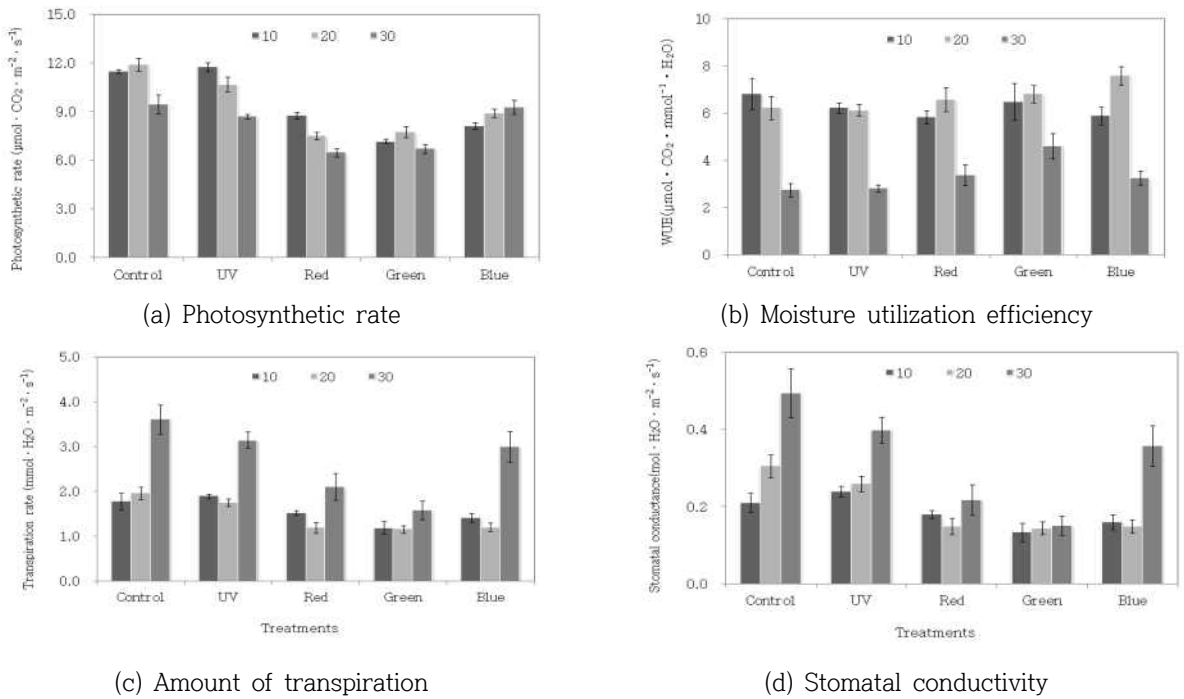 Photosynthetic rate (μmol · CO₂ · m⁻² · s⁻¹)
15.0
12.0
9.0
6.0
3.0
0.0
10 20 30
Control UV Red Green Blue
(a) Photosynthetic rate
WUE(μmol · CO₂ · mmol⁻¹ · H₂O)
10
8
6
4
2
0
10 20 30
Control UV Red Green Blue
(b) Moisture utilization efficiency
Transpiration rate (mmol · H₂O · m⁻² · s⁻¹)
5.0
4.0
3.0
2.0
1.0
0.0
10 20 30
Control UV Red Green Blue
Treatments
(c) Amount of transpiration
Stomatal conductance(mol · H₂O · m⁻² · s⁻¹)
0.6
0.4
0.2
0.0
10 20 30
Control UV Red Green Blue
Treatments
(d) Stomatal conductivity